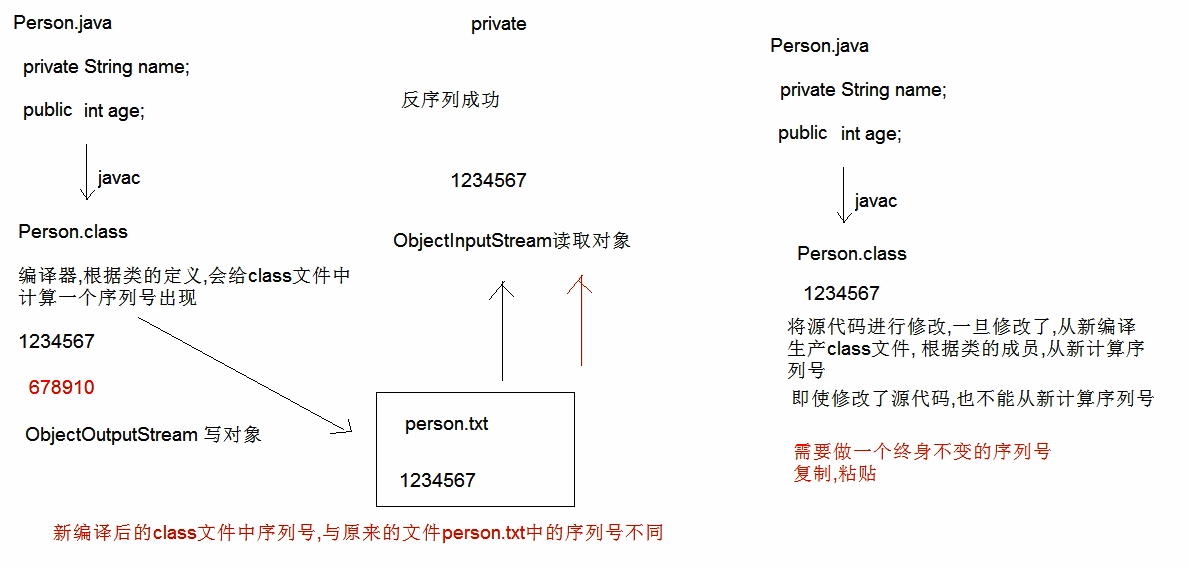 Person.java
private String name;
public int age;
javac
Person.class
编译器,根据类的定义,会给class文件中
计算一个序列号出现
1234567
678910
ObjectOutputStream 写对象
private
反序列成功
1234567
ObjectInputStream读取对象
person.txt
1234567
新编译后的class文件中序列号,与原来的文件person.txt中的序列号不同
Person.java
private String name;
public int age;
javac
Person.class
1234567
将源代码进行修改,一旦修改了,从新编译
生产class文件, 根据类的成员,从新计算序
列号
即使修改了源代码,也不能从新计算序列号
需要做一个终身不变的序列号
复制,粘贴